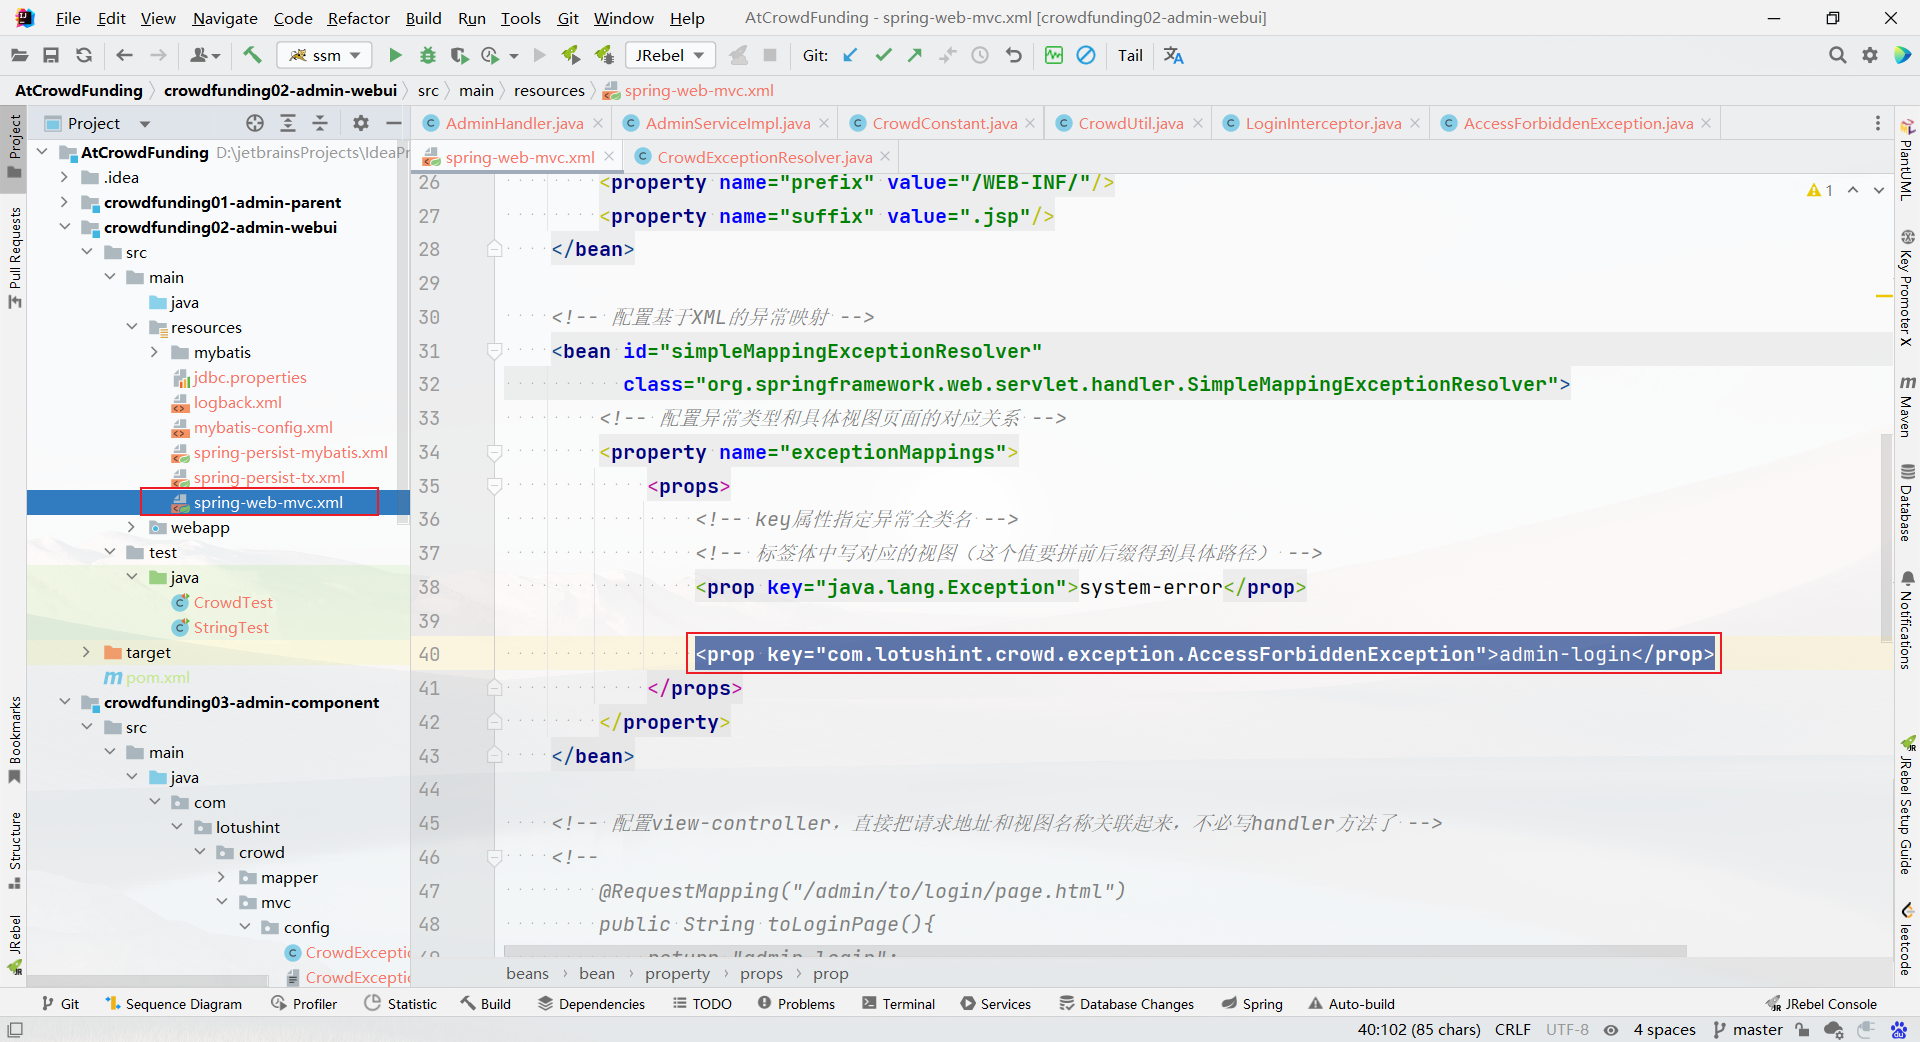 File Edit View Navigate Code Refactor Build Run Tools Git Window Help AtCrowdFunding - spring-web-mvc.xml [crowdfunding02-admin-webui]
ssm JRebel Git: Tail
AtCrowdFunding crowdfunding02-admin-webui src main resources spring-web-mvc.xml
Project
AdminHandler.java AdminServiceImpl.java CrowdConstant.java CrowdUtil.java LoginInterceptor.java AccessForbiddenException.java
spring-web-mvc.xml CrowdExceptionResolver.java
AtCrowdFunding D:\jetbrainsProjects\IdeaPr
.idea
crowdfunding01-admin-parent
crowdfunding02-admin-webui
src
main
java
resources
mybatis
jdbc.properties
logback.xml
mybatis-config.xml
spring-persist-mybatis.xml
spring-persist-tx.xml
spring-web-mvc.xml
webapp
test
java
CrowdTest
StringTest
target
pom.xml
crowdfunding03-admin-component
src
main
java
com
lotushint
crowd
mapper
mvc
config
CrowdExceptic
CrowdExceptic
26 <property name="prefix" value="/WEB-INF/"/>
27 <property name="suffix" value=".jsp"/>
28 </bean>
29
30 <!-- 配置基于XML的异常映射 -->
31 <bean id="simpleMappingExceptionResolver"
32 class="org.springframework.web.servlet.handler.SimpleMappingExceptionResolver">
33 <!-- 配置异常类型和具体视图页面的对应关系 -->
34 <property name="exceptionMappings">
35 <props>
36 <!-- key属性指定异常全类名 -->
37 <!-- 标签体中写对应的视图（这个值要拼前后缀得到具体路径） -->
38 <prop key="java.lang.Exception">system-error</prop>
39
40 <prop key="com.lotushint.crowd.exception.AccessForbiddenException">admin-login</prop>
41 </props>
42 </property>
43 </bean>
44
45 <!-- 配置view-controller，直接把请求地址和视图名称关联起来，不必写handler方法了 -->
46 <!--
47 @RequestMapping("/admin/to/login/page.html")
48 public String toLoginPage(){
49 return "admin-login";
1
beans bean property props prop
Project
Pull Requests
Bookmarks
Structure
JRebel
PlantUML
Key Promoter X
Maven
Database
Notifications
JRebel Setup Guide
leetcode
Git Sequence Diagram Profiler Statistic Build Dependencies TODO Problems Terminal Services Database Changes Spring Auto-build JRebel Console
40:102 (85 chars) CRLF UTF-8 4 spaces master